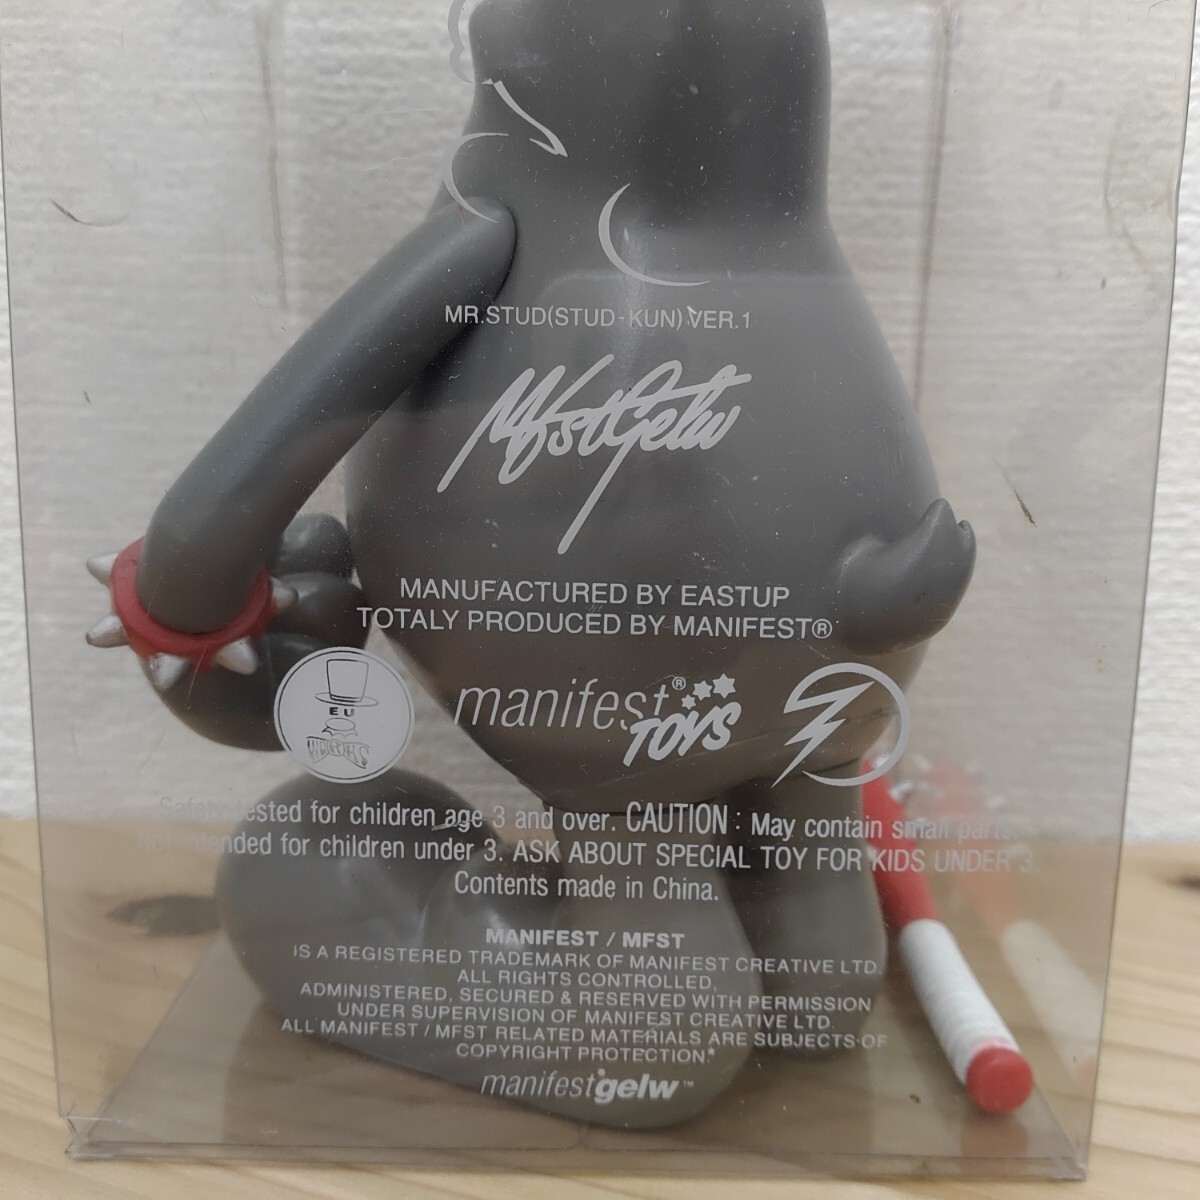 MR.STUD(STUD-KUN) VER.1
MfstGelw
MANUFACTURED BY EASTUP
TOTALY PRODUCED BY MANIFEST®
EU
WORKS
manifest®
TOYS
Safety tested for children age 3 and over. CAUTION : May contain small parts.
intended for children under 3. ASK ABOUT SPECIAL TOY FOR KIDS UNDER 3.
Contents made in China.
MANIFEST / MFST
IS A REGISTERED TRADEMARK OF MANIFEST CREATIVE LTD.
ALL RIGHTS CONTROLLED,
ADMINISTERED, SECURED & RESERVED WITH PERMISSION
UNDER SUPERVISION OF MANIFEST CREATIVE LTD.
ALL MANIFEST / MFST RELATED MATERIALS ARE SUBJECTS OF
COPYRIGHT PROTECTION.
manifestgelw™